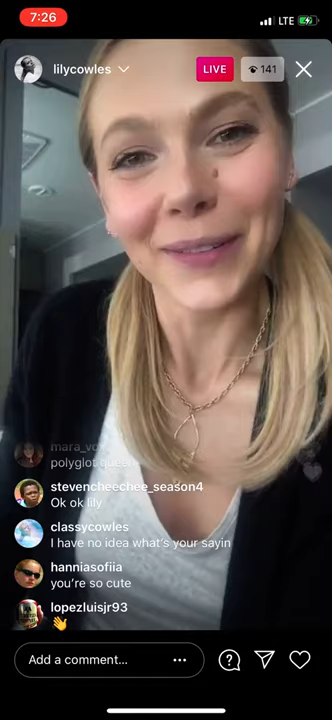 7:26
LTE
lilycowles
LIVE
141
polyglot queen
stevencheechee_season4
Ok ok lily
classycowles
I have no idea what's your sayin
hanniasofiia
you're so cute
lopezluisjr93
👋
Add a comment...